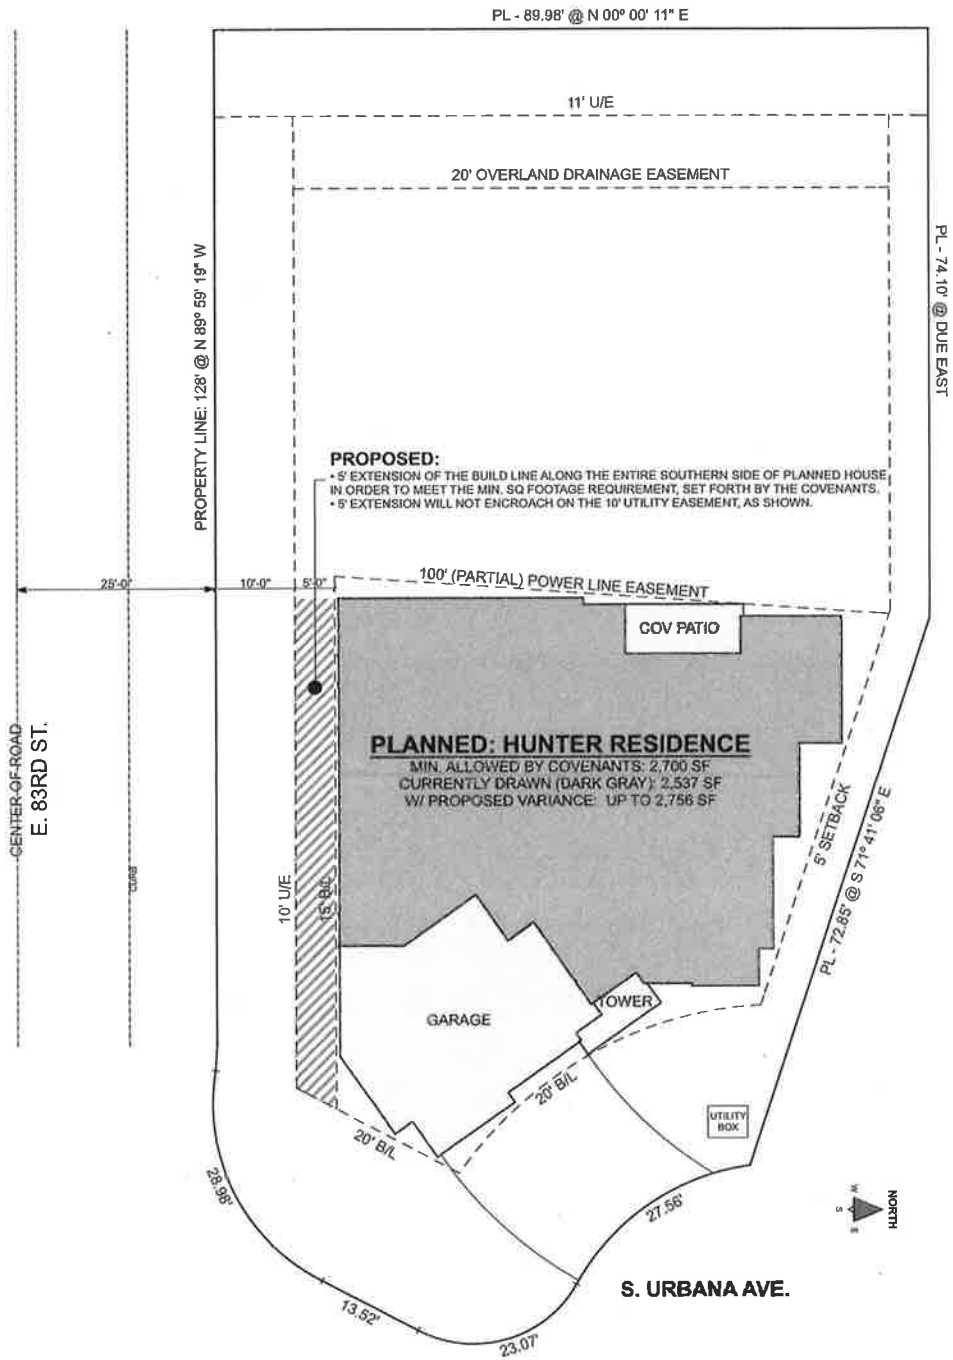 PL - 89.98' @ N 00º 00' 11" E
11' U/E
20' OVERLAND DRAINAGE EASEMENT
PROPERTY LINE: 128' @ N 89º 59' 19" W
PL - 74.10' @ DUE EAST
PROPOSED:
• 5' EXTENSION OF THE BUILD LINE ALONG THE ENTIRE SOUTHERN SIDE OF PLANNED HOUSE
IN ORDER TO MEET THE MIN. SQ FOOTAGE REQUIREMENT, SET FORTH BY THE COVENANTS.
• 5' EXTENSION WILL NOT ENCROACH ON THE 10' UTILITY EASEMENT, AS SHOWN.
25'-0"
10'-0"
5'-0"
100' (PARTIAL) POWER LINE EASEMENT
COV PATIO
PLANNED: HUNTER RESIDENCE
MIN. ALLOWED BY COVENANTS: 2,700 SF
CURRENTLY DRAWN (DARK GRAY): 2,537 SF
W/ PROPOSED VARIANCE: UP TO 2,756 SF
CENTER OF ROAD
E. 83RD ST.
CURB
10' U/E
15' B/L
5' SETBACK
PL - 72.85' @ S 71º 41' 06" E
GARAGE
TOWER
20' B/L
20' B/L
UTILITY
BOX
28.98'
27.56'
13.52'
23.07'
S. URBANA AVE.
NORTH
W
E
S